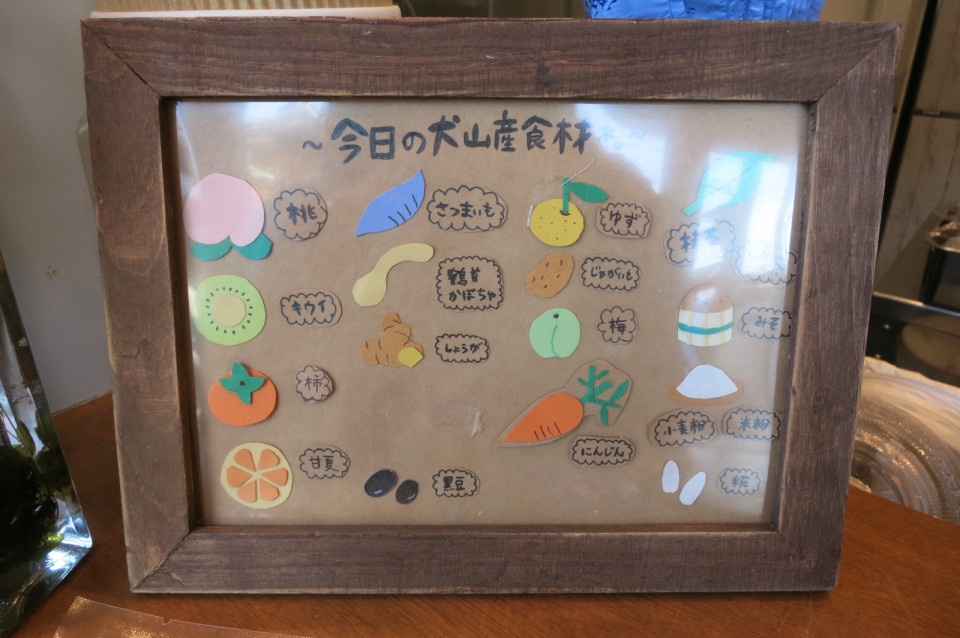 ～今日の犬山産食材～
桃
さつまいも
ゆず
キウイ
鶴首
かぼちゃ
じゃがいも
しょうが
梅
みそ
柿
にんじん
小麦粉
米粉
甘夏
黒豆
糀